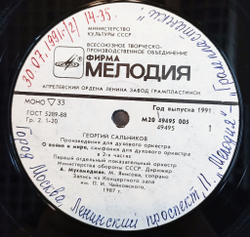 30.07.1991-[2] 14-35.
МИНИСТЕРСТВО
КУЛЬТУРЫ СССР
ВСЕСОЮЗНОЕ ТВОРЧЕСКО-
ПРОИЗВОДСТВЕННОЕ ОБЪЕДИНЕНИЕ
ФИРМА
МЕЛОДИЯ
АПРЕЛЕВСКИЙ ОРДЕНА ЛЕНИНА ЗАВОД ГРАМПЛАСТИНОК
МОНО ▽ 33
Год выпуска 1991
ГОСТ 5289-88
Гр. 2. 1-20
М20 49495 005
49495
1
ГЕОРГИЙ САЛЬНИКОВ
Произведения для духового оркестра
О войне и мире, симфония для духового оркестра
в 2-х частях
Первый отдельный показательный оркестр
Министерства обороны СССР. Дирижер
А. Мухамеджан.
Запись из Концертного зала
им. П. И. Чайковского,
1987 г.
Город Москва Ленинский проспект 11 "Мелодия"-